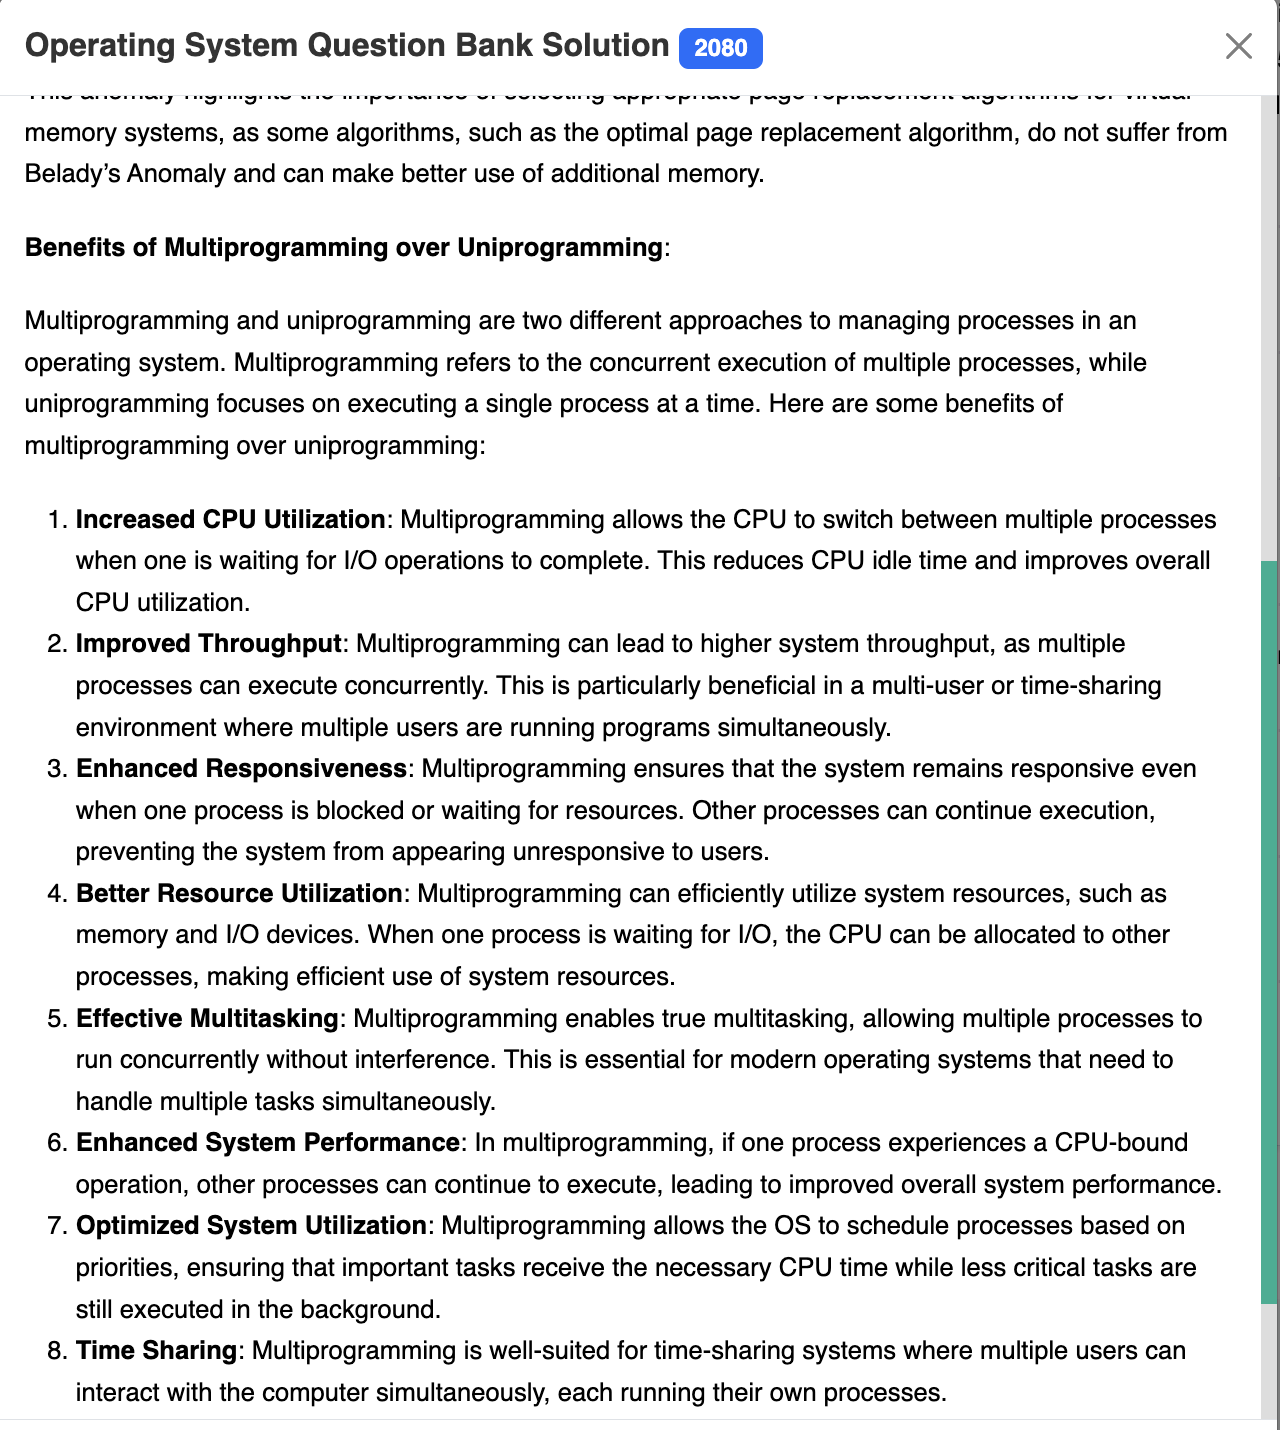 Operating System Question Bank Solution 2080
This anomaly highlights the importance of selecting appropriate page replacement algorithms for virtual
memory systems, as some algorithms, such as the optimal page replacement algorithm, do not suffer from
Belady’s Anomaly and can make better use of additional memory.
Benefits of Multiprogramming over Uniprogramming:
Multiprogramming and uniprogramming are two different approaches to managing processes in an
operating system. Multiprogramming refers to the concurrent execution of multiple processes, while
uniprogramming focuses on executing a single process at a time. Here are some benefits of
multiprogramming over uniprogramming:
1. Increased CPU Utilization: Multiprogramming allows the CPU to switch between multiple processes
when one is waiting for I/O operations to complete. This reduces CPU idle time and improves overall
CPU utilization.
2. Improved Throughput: Multiprogramming can lead to higher system throughput, as multiple
processes can execute concurrently. This is particularly beneficial in a multi-user or time-sharing
environment where multiple users are running programs simultaneously.
3. Enhanced Responsiveness: Multiprogramming ensures that the system remains responsive even
when one process is blocked or waiting for resources. Other processes can continue execution,
preventing the system from appearing unresponsive to users.
4. Better Resource Utilization: Multiprogramming can efficiently utilize system resources, such as
memory and I/O devices. When one process is waiting for I/O, the CPU can be allocated to other
processes, making efficient use of system resources.
5. Effective Multitasking: Multiprogramming enables true multitasking, allowing multiple processes to
run concurrently without interference. This is essential for modern operating systems that need to
handle multiple tasks simultaneously.
6. Enhanced System Performance: In multiprogramming, if one process experiences a CPU-bound
operation, other processes can continue to execute, leading to improved overall system performance.
7. Optimized System Utilization: Multiprogramming allows the OS to schedule processes based on
priorities, ensuring that important tasks receive the necessary CPU time while less critical tasks are
still executed in the background.
8. Time Sharing: Multiprogramming is well-suited for time-sharing systems where multiple users can
interact with the computer simultaneously, each running their own processes.